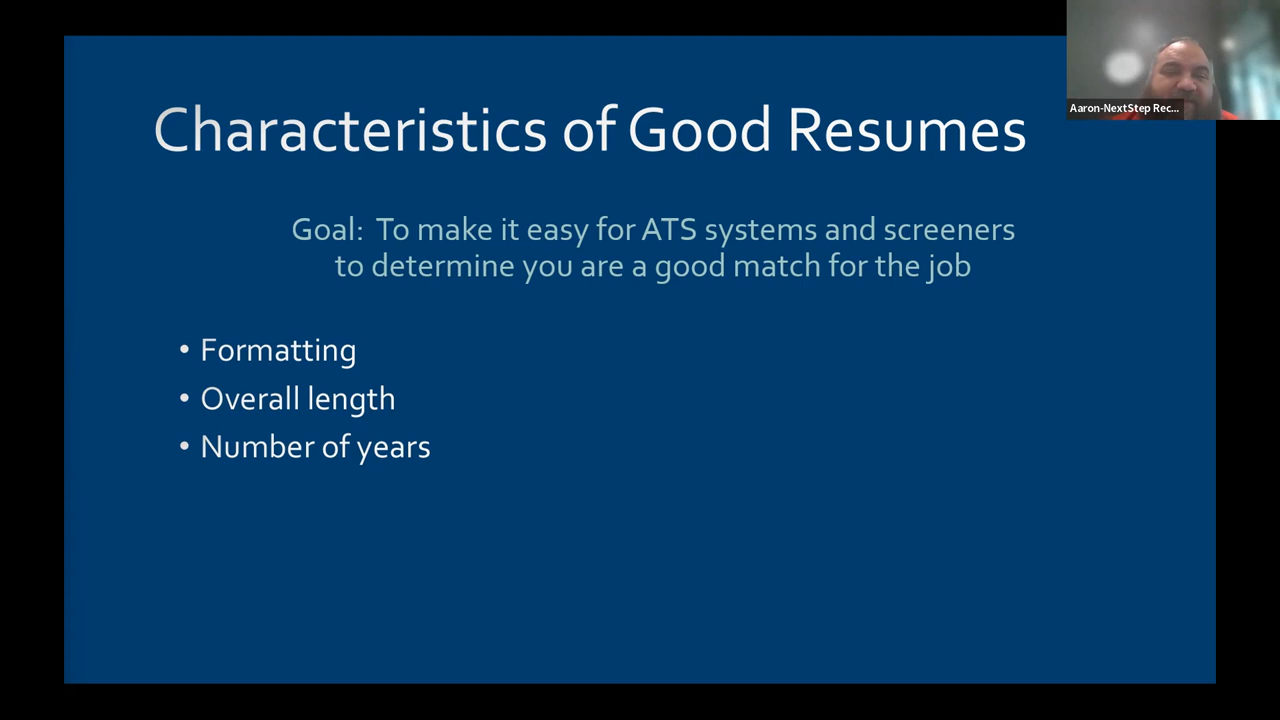 Characteristics of Good Resumes
Aaron-NextStep Rec...
Goal: To make it easy for ATS systems and screeners
to determine you are a good match for the job
• Formatting
• Overall length
• Number of years